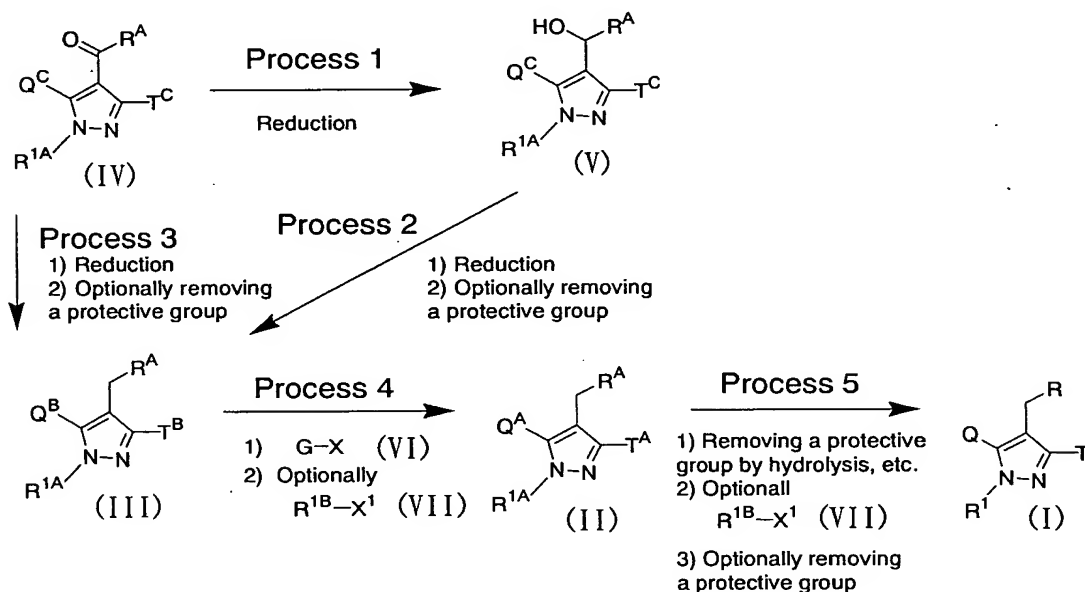 O R^A HO R^A
Q^C Process 1 Q^C
T^C Reduction T^C
N N N N
R^1A R^1A
(IV) (V)
Process 3 Process 2
1) Reduction 1) Reduction
2) Optionally removing 2) Optionally removing
a protective group a protective group
R^A Process 4 R^A Process 5 R
Q^B T^B Q^A T^A Q T
1) G–X (VI) 1) Removing a protective
group by hydrolysis, etc.
2) Optionally 2) Optionall
N N N N N N
R^1A R^1B–X^1 (VII) R^1A R^1B–X^1 (VII) R^1
(III) (II) (I)
3) Optionally removing
a protective group